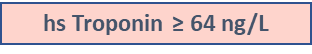 hs Troponin ≥ 64 ng/L